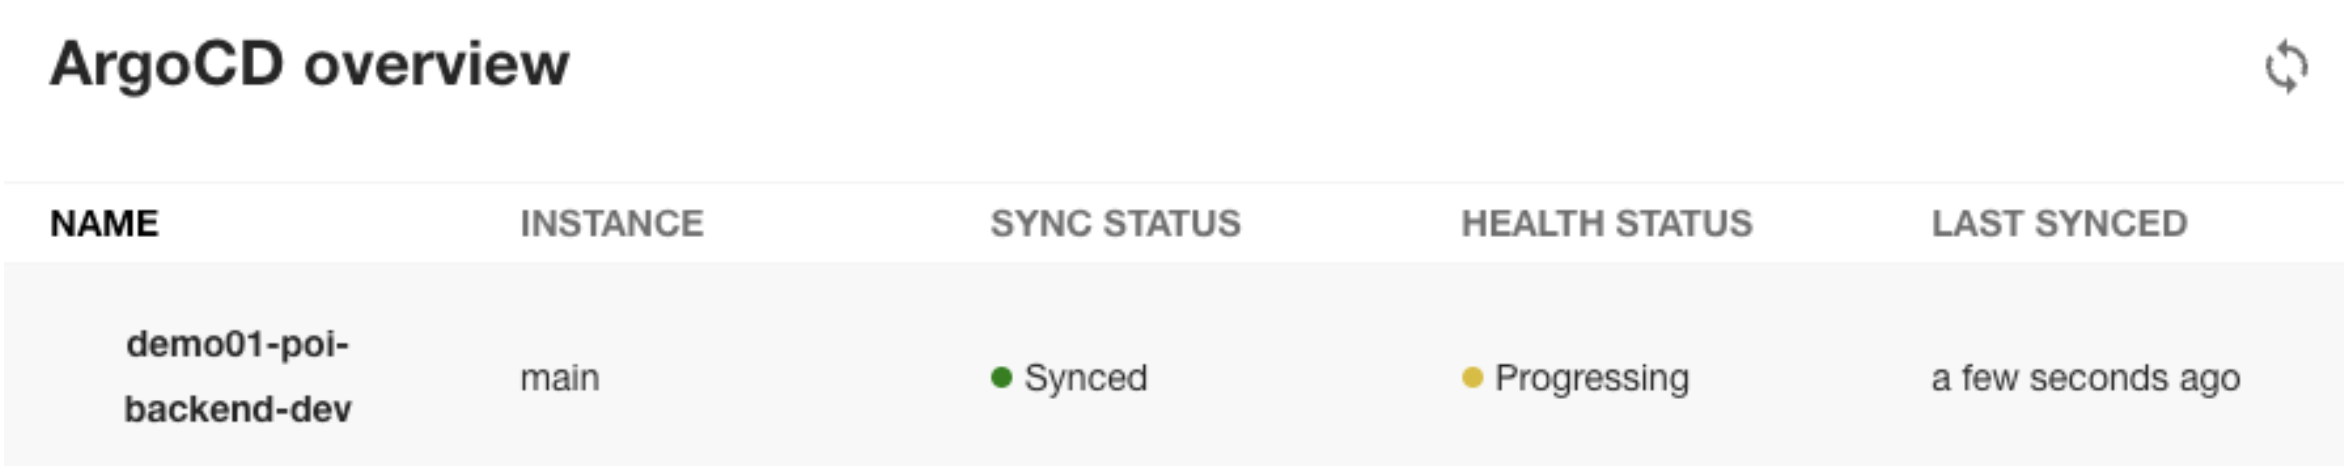 ArgoCD overview
NAME INSTANCE SYNC STATUS HEALTH STATUS LAST SYNCED
demo01-poi-
backend-dev
main Synced Progressing a few seconds ago